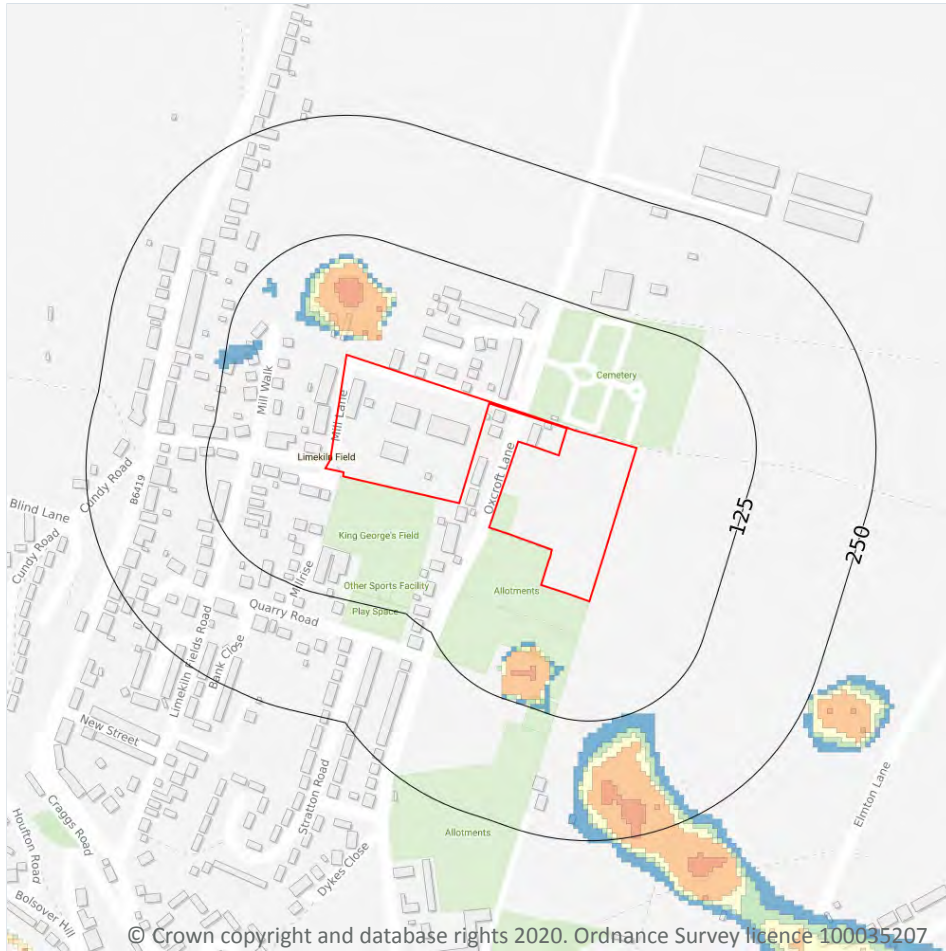 Cemetery
Mill Walk
Mill Lane
Limekiln Field
Oxcroft Lane
Cundy Road
B6419
Blind Lane
Cundy Road
125
250
King George's Field
Millrise
Other Sports Facility
Allotments
Play Space
Quarry Road
Limekiln Fields Road
Bank Close
New Street
Stratton Road
Elmton Lane
Craggs Road
Houfton Road
Allotments
Dykes Close
Bolsover Hill
© Crown copyright and database rights 2020. Ordnance Survey licence 100035207.